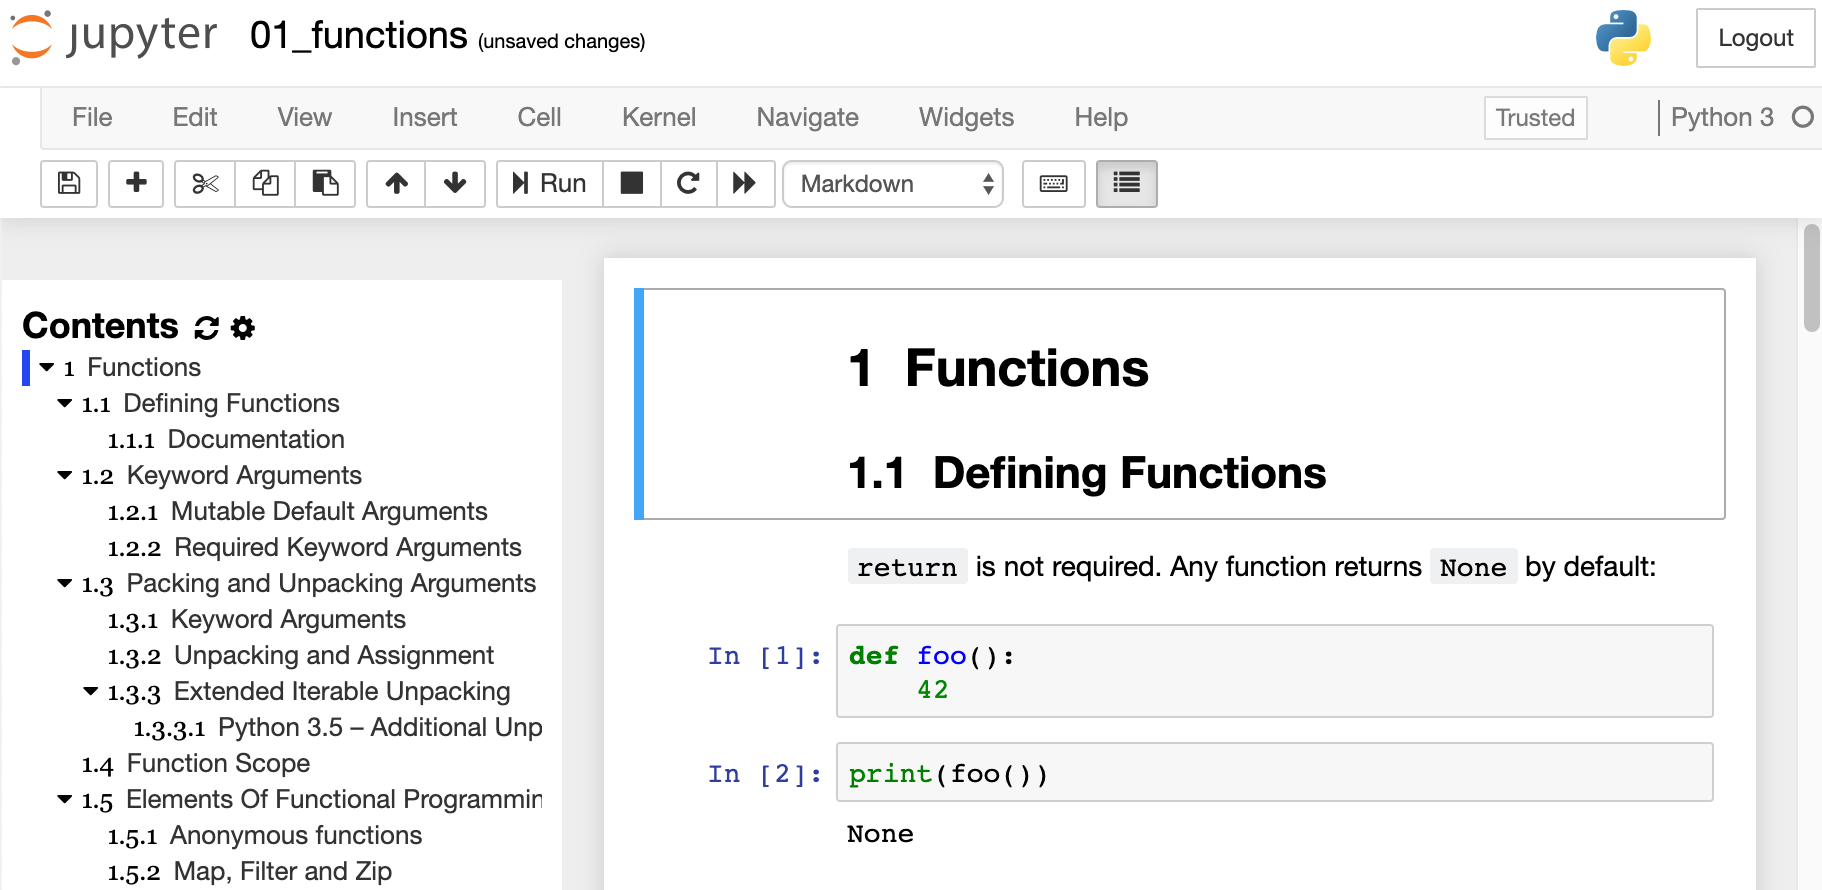 jupyter 01_functions (unsaved changes) Logout
File Edit View Insert Cell Kernel Navigate Widgets Help Trusted Python 3
Run Markdown
Contents
1 Functions
1.1 Defining Functions
1.1.1 Documentation
1.2 Keyword Arguments
1.2.1 Mutable Default Arguments
1.2.2 Required Keyword Arguments
1.3 Packing and Unpacking Arguments
1.3.1 Keyword Arguments
1.3.2 Unpacking and Assignment
1.3.3 Extended Iterable Unpacking
1.3.3.1 Python 3.5 – Additional Unp
1.4 Function Scope
1.5 Elements Of Functional Programmin
1.5.1 Anonymous functions
1.5.2 Map, Filter and Zip
1 Functions
1.1 Defining Functions
return is not required. Any function returns None by default:
In [1]: def foo():
42
In [2]: print(foo())
None